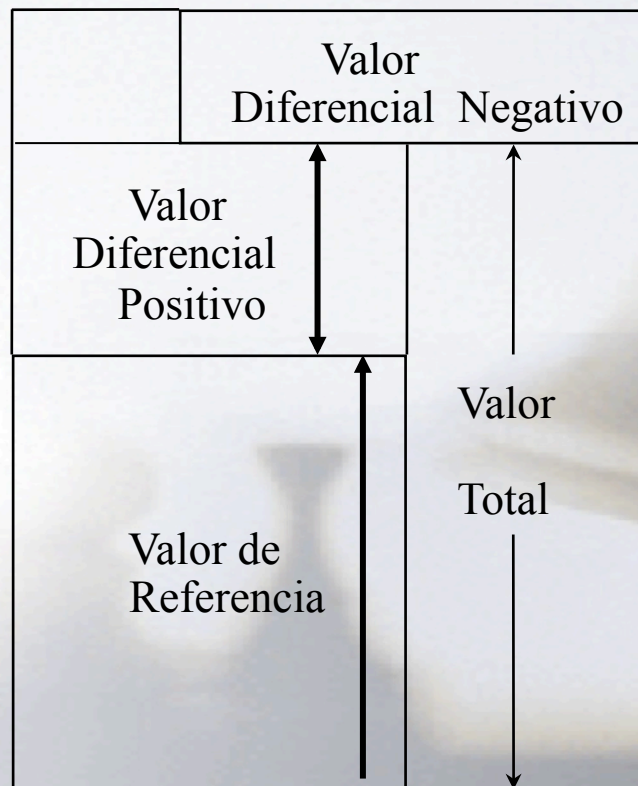 Valor
Diferencial Negativo
Valor
Diferencial
Positivo
Valor
Total
Valor de
Referencia